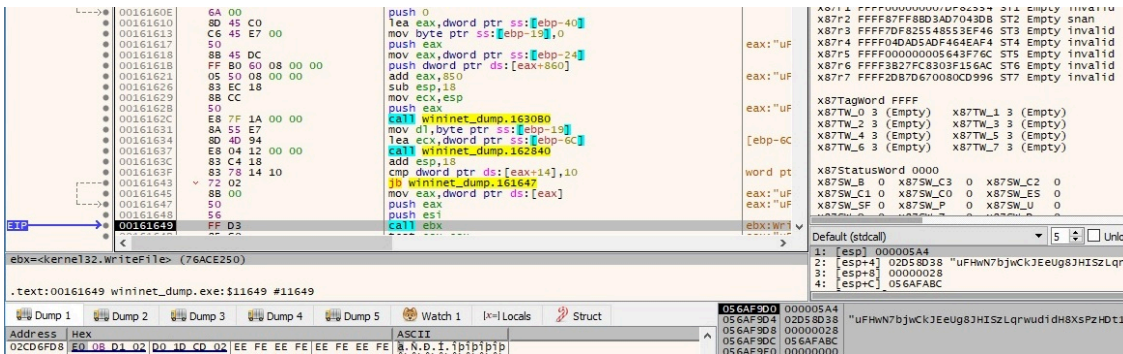 0016160E 6A 00 push 0
00161610 8D 45 C0 lea eax,dword ptr ss:[ebp-40]
00161613 C6 45 E7 00 mov byte ptr ss:[ebp-19],0
00161617 50 push eax eax:"uF
00161618 8B 45 DC mov eax,dword ptr ss:[ebp-24]
0016161B FF B0 60 08 00 00 push dword ptr ds:[eax+860]
00161621 05 50 08 00 00 add eax,850 eax:"uF
00161626 83 EC 18 sub esp,18
00161629 8B CC mov ecx,esp
0016162B 50 push eax eax:"uF
0016162C E8 7F 1A 00 00 call wininet_dump.1630B0
00161631 8A 55 E7 mov dl,byte ptr ss:[ebp-19]
00161634 8D 4D 94 lea ecx,dword ptr ss:[ebp-6C] [ebp-6C
00161637 E8 04 12 00 00 call wininet_dump.162840
0016163C 83 C4 18 add esp,18
0016163F 83 78 14 10 cmp dword ptr ds:[eax+14],10 word pt
00161643 72 02 jb wininet_dump.161647
00161645 8B 00 mov eax,dword ptr ds:[eax] eax:"uF
00161647 50 push eax eax:"uF
00161648 56 push esi
EIP 00161649 FF D3 call ebx ebx:Wri
ebx=<kernel32.WriteFile> (76ACE250)
.text:00161649 wininet_dump.exe:$11649 #11649
x87r2 FFFF87FF8BD3AD7043DB ST2 Empty snan
x87r3 FFFF7DF825548553EF46 ST3 Empty invalid
x87r4 FFFF04DAD5ADF464EAF4 ST4 Empty invalid
x87r5 FFFF00000005643F76C ST5 Empty invalid
x87r6 FFFF3B27FC8303F156AC ST6 Empty invalid
x87r7 FFFF2DB7D670080CD996 ST7 Empty invalid
x87TagWord FFFF
x87TW_0 3 (Empty) x87TW_1 3 (Empty)
x87TW_2 3 (Empty) x87TW_3 3 (Empty)
x87TW_4 3 (Empty) x87TW_5 3 (Empty)
x87TW_6 3 (Empty) x87TW_7 3 (Empty)
x87StatusWord 0000
x87SW_B 0 x87SW_C3 0 x87SW_C2 0
x87SW_C1 0 x87SW_C0 0 x87SW_ES 0
x87SW_SF 0 x87SW_P 0 x87SW_U 0
Default (stdcall) 5 Unlo
1: [esp] 000005A4
2: [esp+4] 02D58D38 "uFHwN7bjwCkJEeUg8JHISzLqr
3: [esp+8] 00000028
4: [esp+C] 056AFABC
Dump 1 Dump 2 Dump 3 Dump 4 Dump 5 Watch 1 [x=] Locals Struct
Address Hex ASCII
02CD6FD8 E0 0B D1 02 D0 1D CD 02 EE FE EE FE EE FE EE FE à.Ñ.Ð.Í.îþîþîþîþ
056AF9D0 000005A4
056AF9D4 02D58D38 "uFHwN7bjwCkJEeUg8JHISzLqrwudidH8XsPzHDt1
056AF9D8 00000028
056AF9DC 056AFABC
056AF9E0 00000000